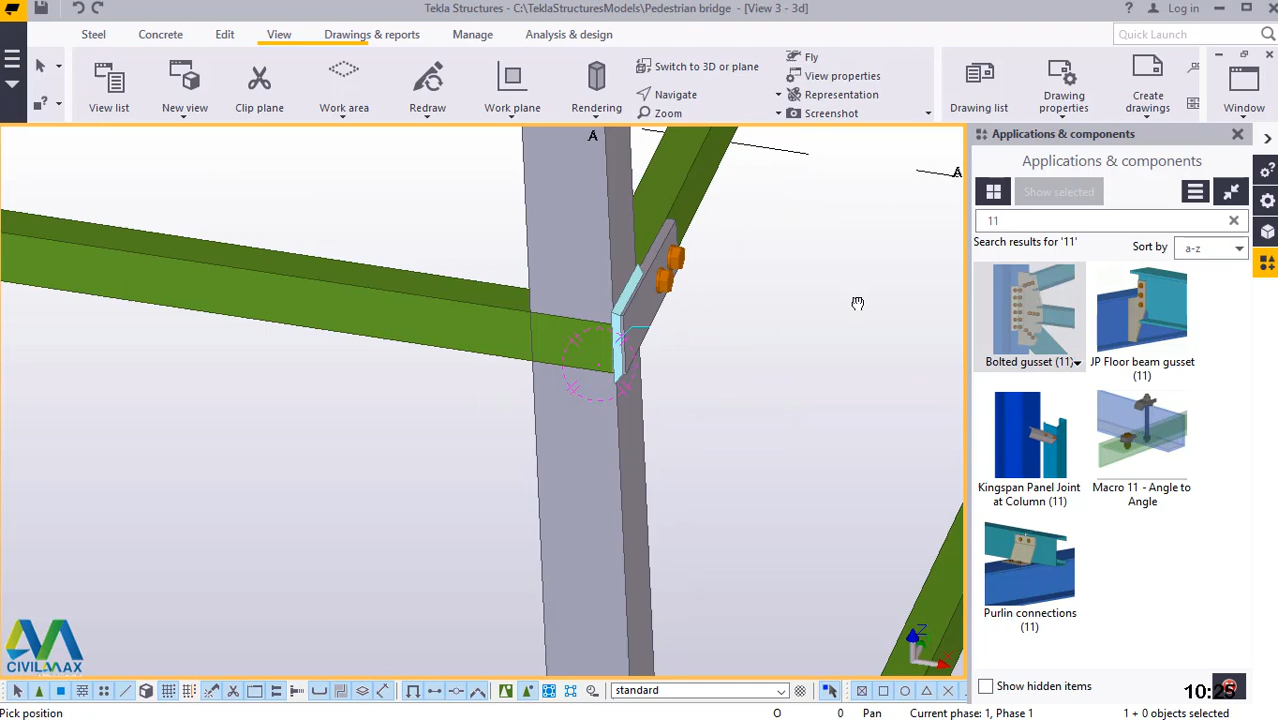 Tekla Structures - C:\TeklaStructuresModels\Pedestrian bridge - [View 3 - 3d]
? Log in
Steel Concrete Edit View Drawings & reports Manage Analysis & design
Quick Launch
View list
New view
Clip plane
Work area
Redraw
Work plane
Rendering
Switch to 3D or plane
Navigate
Zoom
Fly
View properties
Representation
Screenshot
Drawing list
Drawing properties
Create drawings
Window
A
A
Applications & components
Applications & components
Show selected
11
Search results for '11'
Sort by a-z
Bolted gusset (11)
JP Floor beam gusset (11)
Kingspan Panel Joint at Column (11)
Macro 11 - Angle to Angle
Purlin connections (11)
Show hidden items
10:25
Z
CIVILMAX
standard
Pick position
O 0 Pan Current phase: 1, Phase 1 1 + 0 objects selected